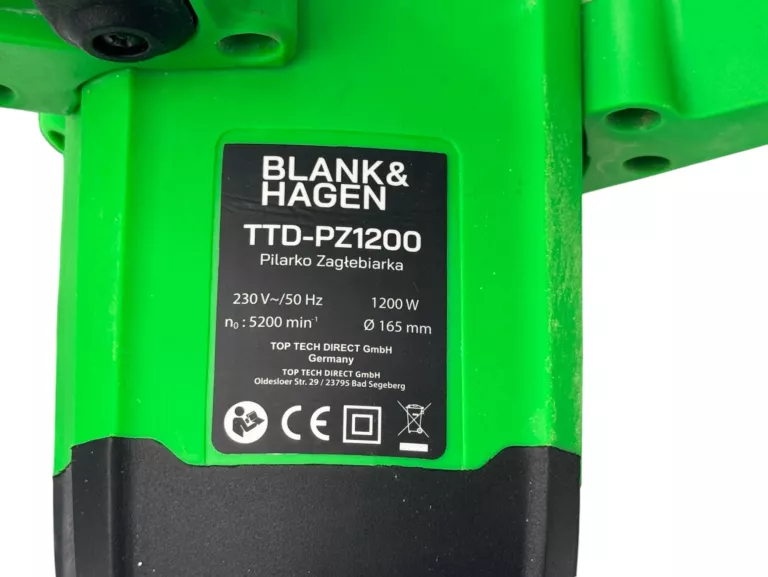 BLANK&
HAGEN
TTD-PZ1200
Pilarko Zagłebiarka
230 V~/50 Hz 1200 W
n₀ : 5200 min⁻¹ Ø 165 mm
TOP TECH DIRECT GmbH
Germany
TOP TECH DIRECT GmbH
Oldesloer Str. 29 / 23795 Bad Segeberg
CE